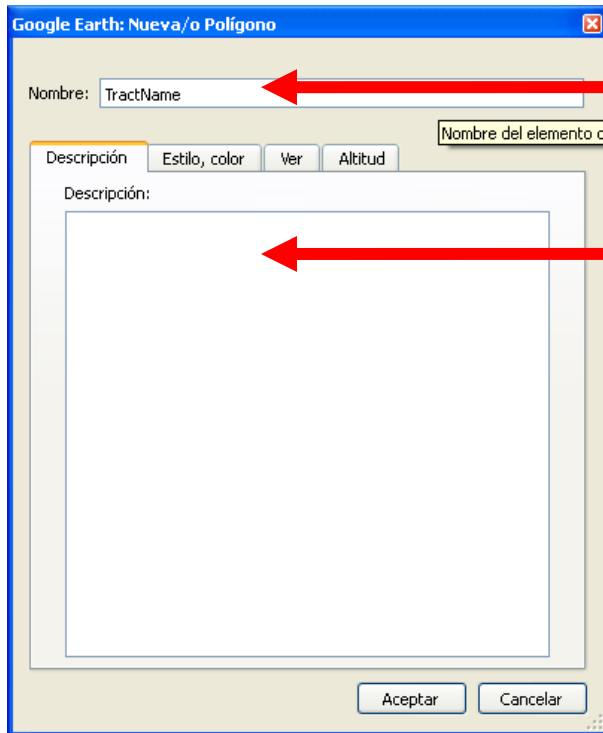 Google Earth: Nueva/o Polígono
Nombre: TractName
Nombre del elemento
Descripción Estilo, color Ver Altitud
Descripción:
Aceptar Cancelar